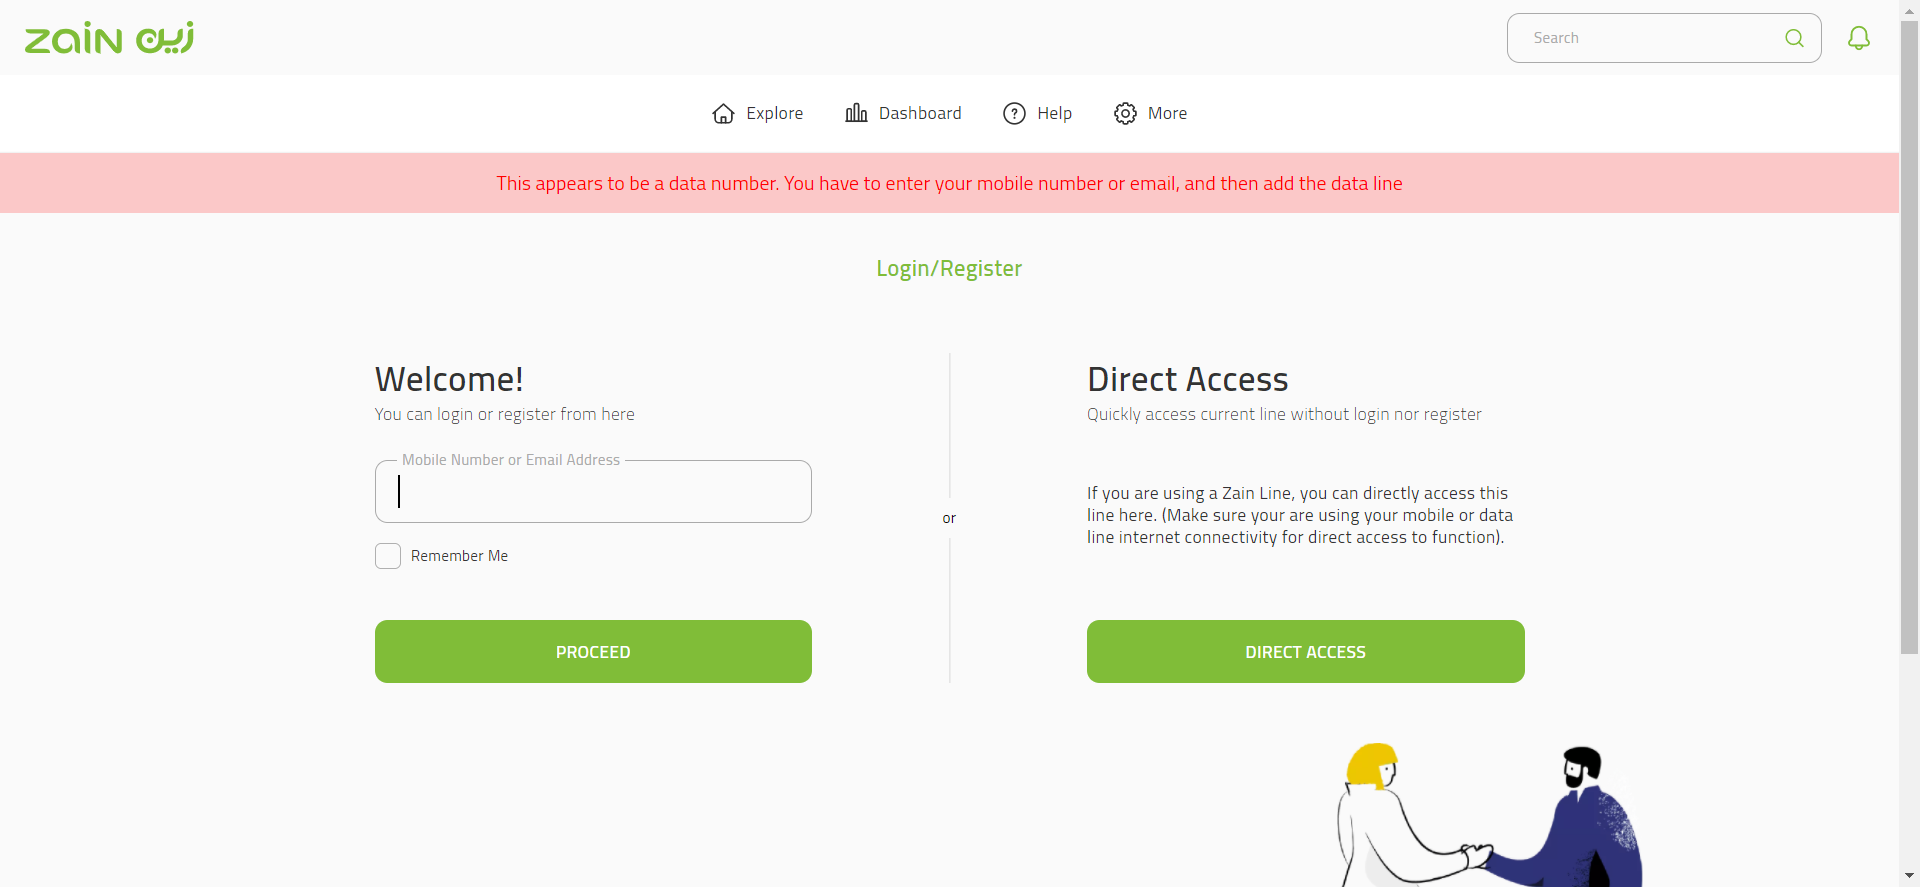 zain زين
Search
Explore
Dashboard
Help
More
This appears to be a data number. You have to enter your mobile number or email, and then add the data line
Login/Register
Welcome!
You can login or register from here
Mobile Number or Email Address
Remember Me
PROCEED
or
Direct Access
Quickly access current line without login nor register
If you are using a Zain Line, you can directly access this
line here. (Make sure your are using your mobile or data
line internet connectivity for direct access to function).
DIRECT ACCESS